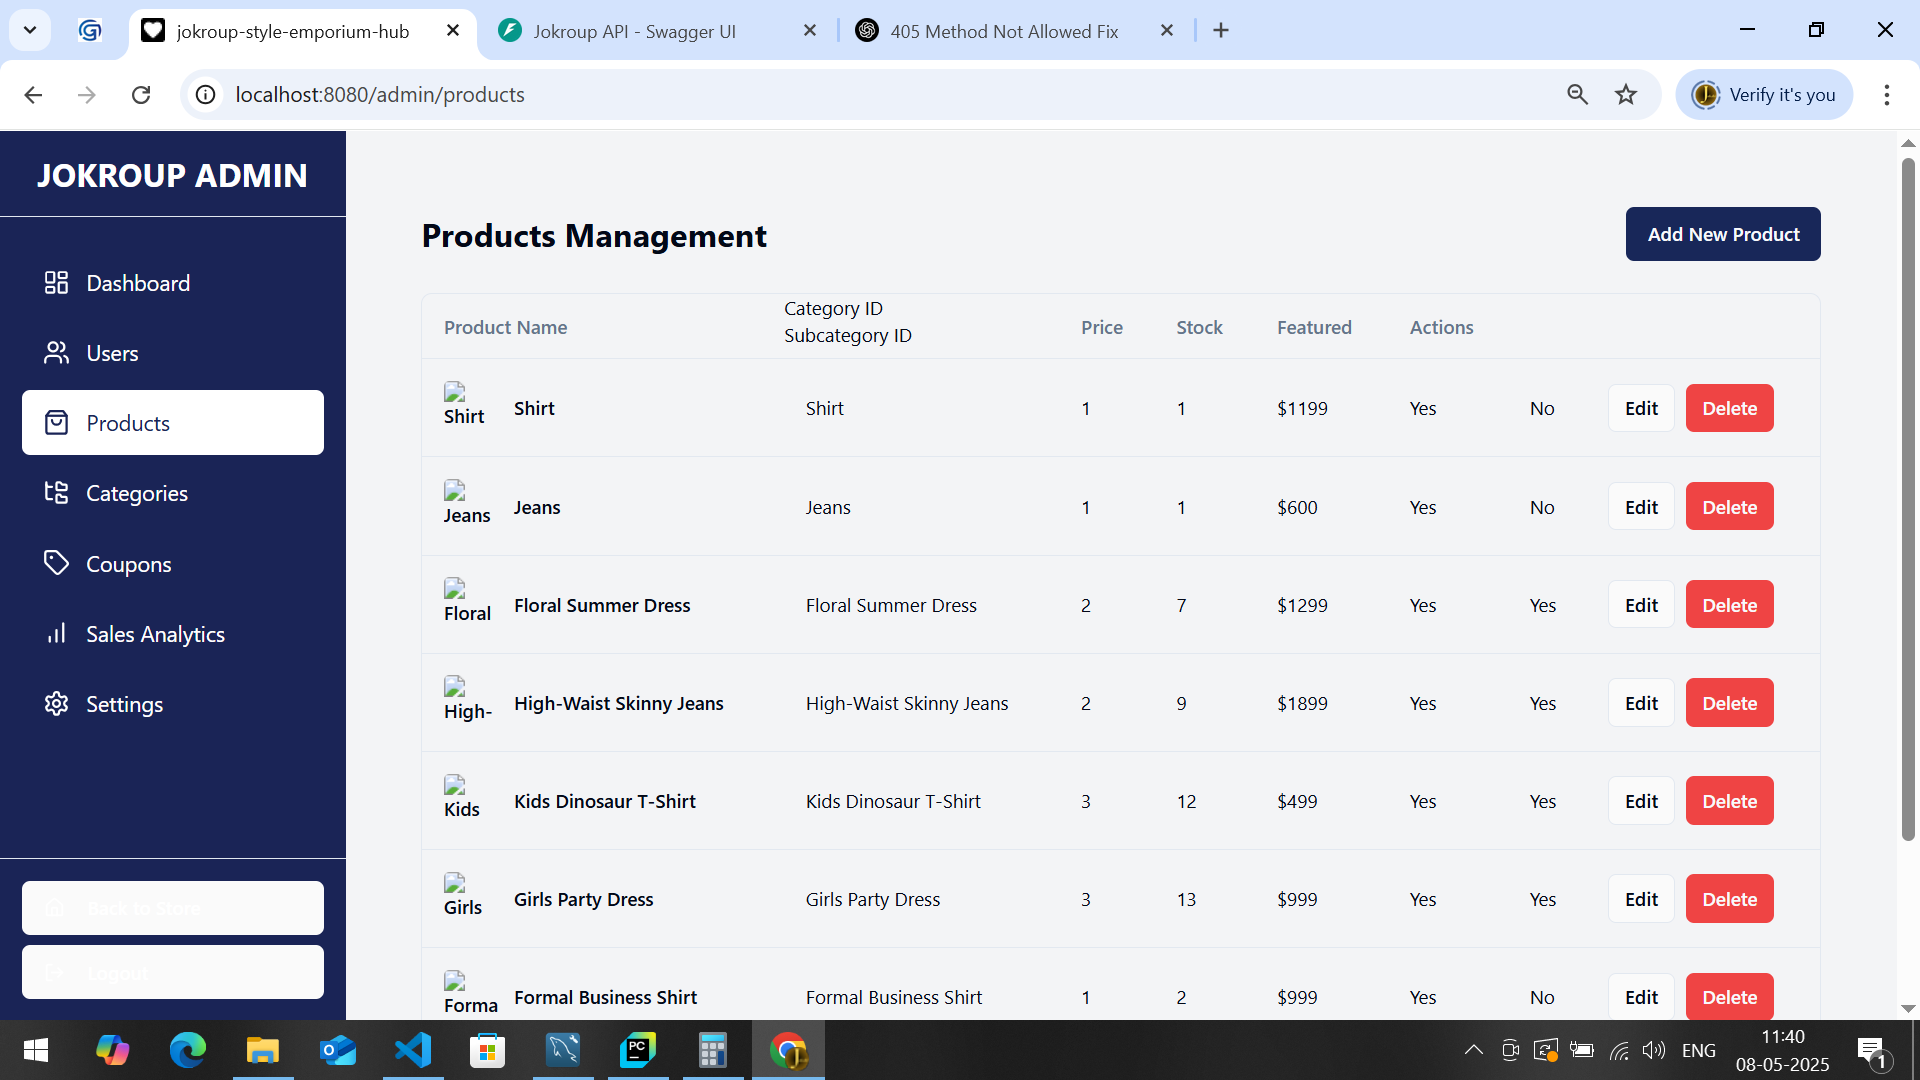 jokroup-style-emporium-hub
Jokroup API - Swagger UI
405 Method Not Allowed Fix
localhost:8080/admin/products
Verify it's you
JOKROUP ADMIN
Dashboard
Users
Products
Categories
Coupons
Sales Analytics
Settings
Back to Store
Logout
Products Management
Add New Product
Product Name Category ID Subcategory ID Price Stock Featured Actions
Shirt Shirt Shirt 1 1 $1199 Yes No Edit Delete
Jeans Jeans Jeans 1 1 $600 Yes No Edit Delete
Floral Floral Summer Dress Floral Summer Dress 2 7 $1299 Yes Yes Edit Delete
High- High-Waist Skinny Jeans High-Waist Skinny Jeans 2 9 $1899 Yes Yes Edit Delete
Kids Kids Dinosaur T-Shirt Kids Dinosaur T-Shirt 3 12 $499 Yes Yes Edit Delete
Girls Girls Party Dress Girls Party Dress 3 13 $999 Yes Yes Edit Delete
Forma Formal Business Shirt Formal Business Shirt 1 2 $999 Yes No Edit Delete
PC
ENG
11:40
08-05-2025
1